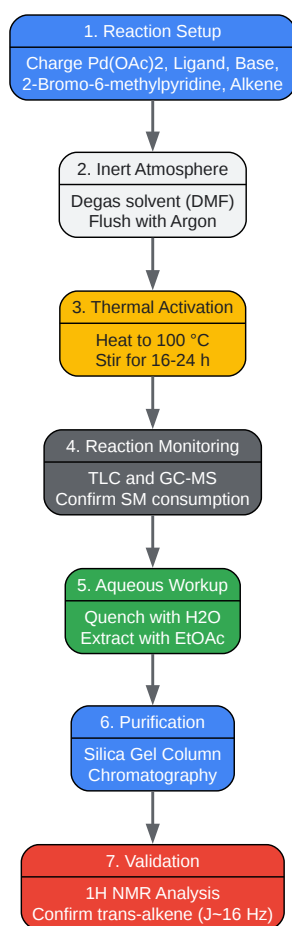 1. Reaction Setup
Charge Pd(OAc)2, Ligand, Base,
2-Bromo-6-methylpyridine, Alkene
2. Inert Atmosphere
Degas solvent (DMF)
Flush with Argon
3. Thermal Activation
Heat to 100 °C
Stir for 16-24 h
4. Reaction Monitoring
TLC and GC-MS
Confirm SM consumption
5. Aqueous Workup
Quench with H2O
Extract with EtOAc
6. Purification
Silica Gel Column
Chromatography
7. Validation
1H NMR Analysis
Confirm trans-alkene (J~16 Hz)